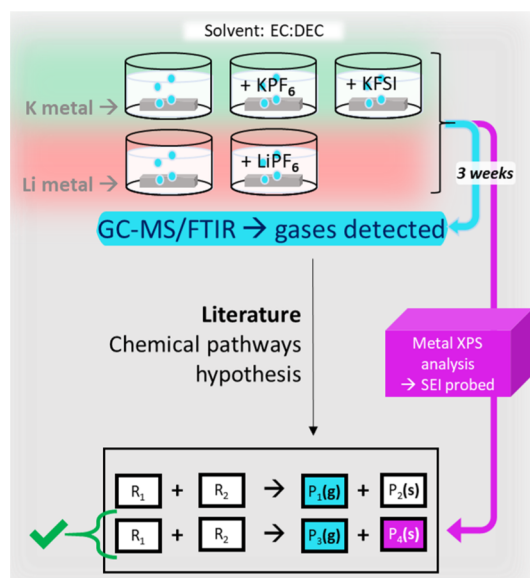 Solvent: EC:DEC
K metal →
+ KPF₆
+ KFSI
Li metal →
+ LiPF₆
3 weeks
GC-MS/FTIR → gases detected
Literature
Chemical pathways
hypothesis
Metal XPS
analysis
→ SEI probed
R₁ + R₂ → P₁(g) + P₂(s)
R₁ + R₂ → P₃(g) + P₄(s)